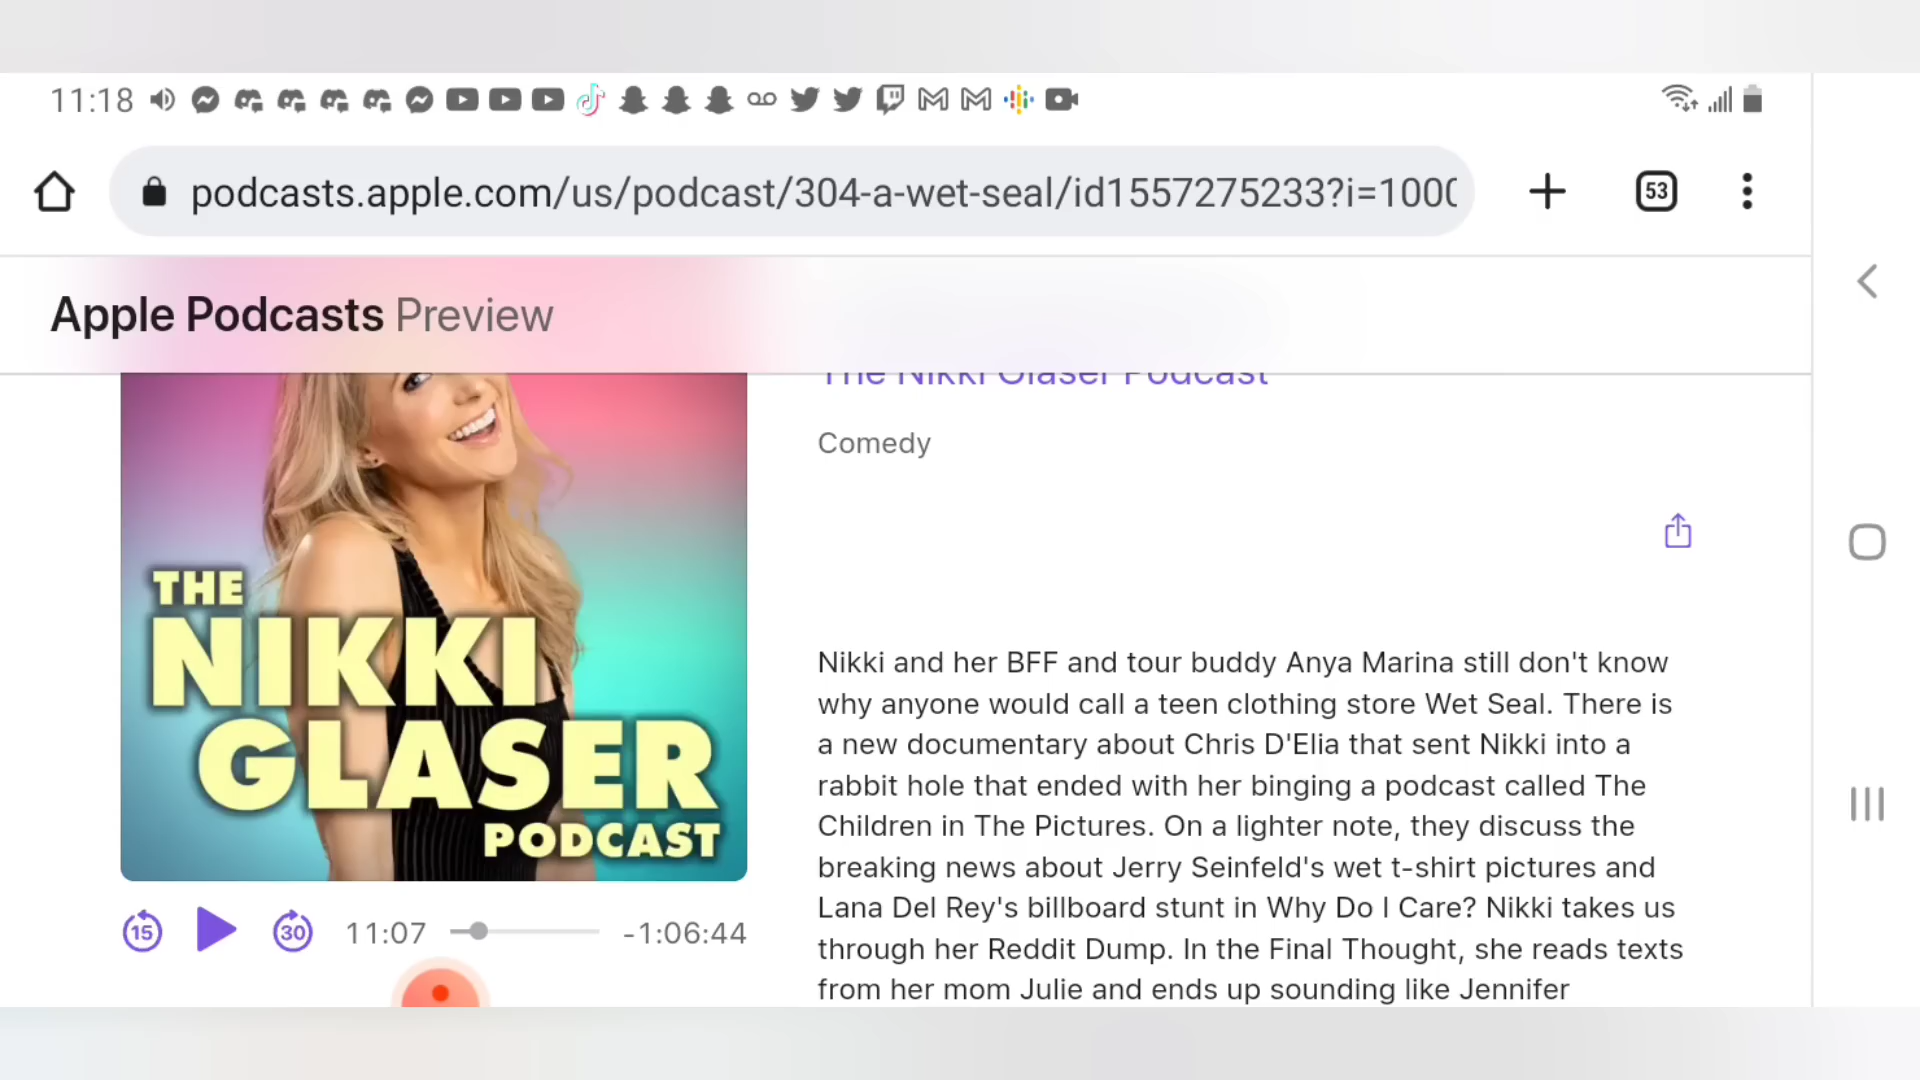 11:18
podcasts.apple.com/us/podcast/304-a-wet-seal/id1557275233?i=1000
53
Apple Podcasts Preview
The Nikki Glaser Podcast
Comedy
THE
NIKKI
GLASER
PODCAST
Nikki and her BFF and tour buddy Anya Marina still don't know
why anyone would call a teen clothing store Wet Seal. There is
a new documentary about Chris D'Elia that sent Nikki into a
rabbit hole that ended with her binging a podcast called The
Children in The Pictures. On a lighter note, they discuss the
breaking news about Jerry Seinfeld's wet t-shirt pictures and
Lana Del Rey's billboard stunt in Why Do I Care? Nikki takes us
through her Reddit Dump. In the Final Thought, she reads texts
from her mom Julie and ends up sounding like Jennifer
15
30
11:07
-1:06:44